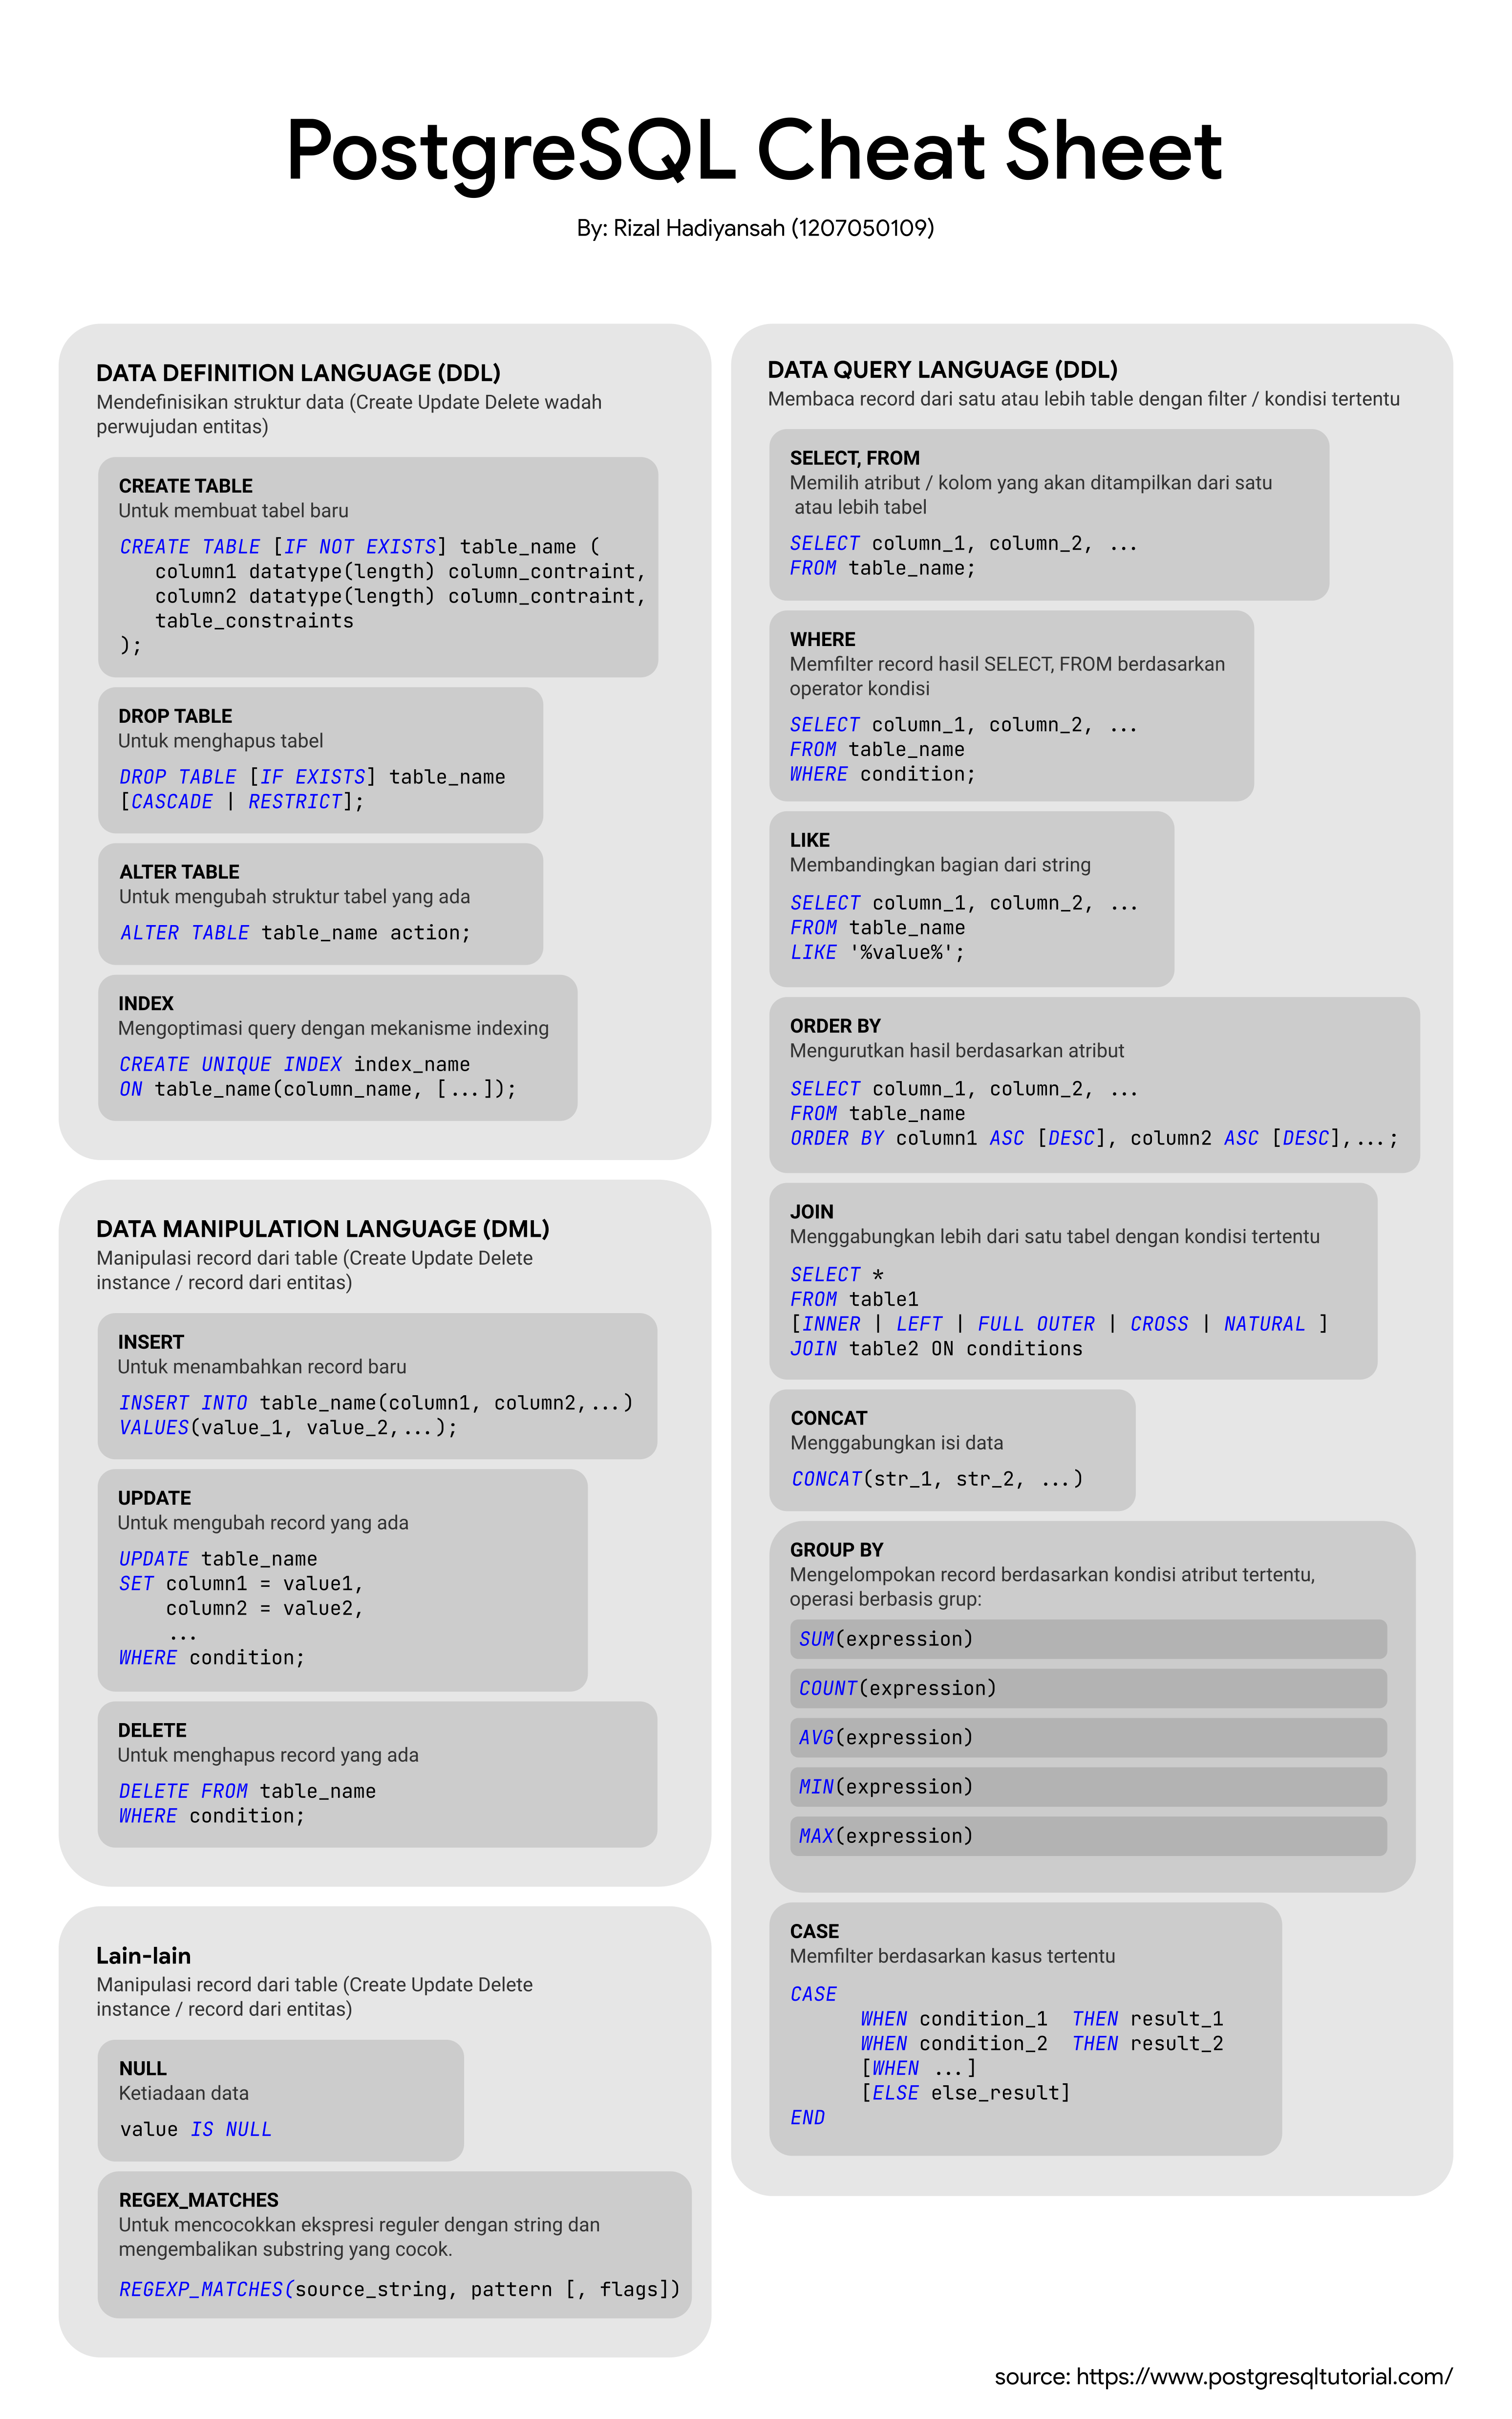 PostgreSQL Cheat Sheet
By: Rizal Hadiyansah (1207050109)
DATA DEFINITION LANGUAGE (DDL)
Mendefinisikan struktur data (Create Update Delete wadah
perwujudan entitas)
CREATE TABLE
Untuk membuat tabel baru
CREATE TABLE [IF NOT EXISTS] table_name (
   column1 datatype(length) column_contraint,
   column2 datatype(length) column_contraint,
   table_constraints
);
DROP TABLE
Untuk menghapus tabel
DROP TABLE [IF EXISTS] table_name
[CASCADE | RESTRICT];
ALTER TABLE
Untuk mengubah struktur tabel yang ada
ALTER TABLE table_name action;
INDEX
Mengoptimasi query dengan mekanisme indexing
CREATE UNIQUE INDEX index_name
ON table_name(column_name, [...]);
DATA MANIPULATION LANGUAGE (DML)
Manipulasi record dari table (Create Update Delete
instance / record dari entitas)
INSERT
Untuk menambahkan record baru
INSERT INTO table_name(column1, column2,...)
VALUES(value_1, value_2,...);
UPDATE
Untuk mengubah record yang ada
UPDATE table_name
SET column1 = value1,
    column2 = value2,
    ...
WHERE condition;
DELETE
Untuk menghapus record yang ada
DELETE FROM table_name
WHERE condition;
Lain-lain
Manipulasi record dari table (Create Update Delete
instance / record dari entitas)
NULL
Ketiadaan data
value IS NULL
REGEX_MATCHES
Untuk mencocokkan ekspresi reguler dengan string dan
mengembalikan substring yang cocok.
REGEXP_MATCHES(source_string, pattern [, flags])
DATA QUERY LANGUAGE (DDL)
Membaca record dari satu atau lebih table dengan filter / kondisi tertentu
SELECT, FROM
Memilih atribut / kolom yang akan ditampilkan dari satu
atau lebih tabel
SELECT column_1, column_2, ...
FROM table_name;
WHERE
Memfilter record hasil SELECT, FROM berdasarkan
operator kondisi
SELECT column_1, column_2, ...
FROM table_name
WHERE condition;
LIKE
Membandingkan bagian dari string
SELECT column_1, column_2, ...
FROM table_name
LIKE '%value%';
ORDER BY
Mengurutkan hasil berdasarkan atribut
SELECT column_1, column_2, ...
FROM table_name
ORDER BY column1 ASC [DESC], column2 ASC [DESC],...;
JOIN
Menggabungkan lebih dari satu tabel dengan kondisi tertentu
SELECT *
FROM table1
[INNER | LEFT | FULL OUTER | CROSS | NATURAL ]
JOIN table2 ON conditions
CONCAT
Menggabungkan isi data
CONCAT(str_1, str_2, ...)
GROUP BY
Mengelompokan record berdasarkan kondisi atribut tertentu,
operasi berbasis grup:
SUM(expression)
COUNT(expression)
AVG(expression)
MIN(expression)
MAX(expression)
CASE
Memfilter berdasarkan kasus tertentu
CASE
      WHEN condition_1  THEN result_1
      WHEN condition_2  THEN result_2
      [WHEN ...]
      [ELSE else_result]
END
source: https://www.postgresqltutorial.com/